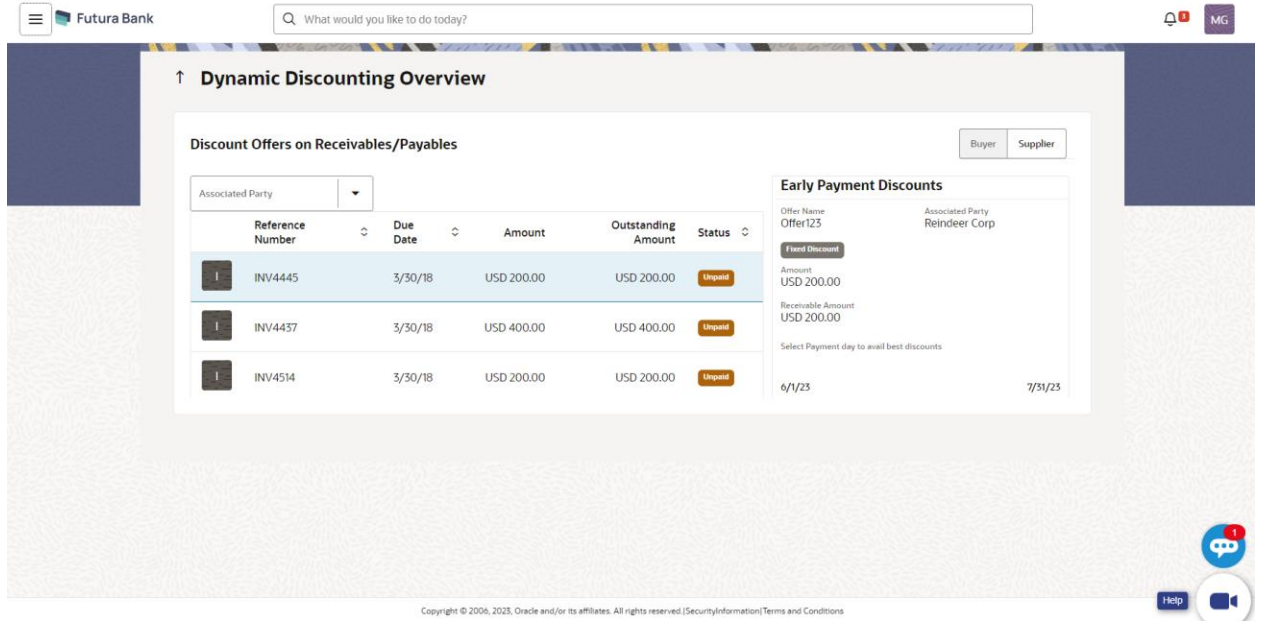 Futura Bank
What would you like to do today?
3
MG
↑ Dynamic Discounting Overview
Discount Offers on Receivables/Payables
Buyer Supplier
Associated Party
Reference Number Due Date Amount Outstanding Amount Status
I INV4445 3/30/18 USD 200.00 USD 200.00 Unpaid
I INV4437 3/30/18 USD 400.00 USD 400.00 Unpaid
I INV4514 3/30/18 USD 200.00 USD 200.00 Unpaid
Early Payment Discounts
Offer Name Associated Party
Offer123 Reindeer Corp
Fixed Discount
Amount
USD 200.00
Receivable Amount
USD 200.00
Select Payment day to avail best discounts
6/1/23 7/31/23
1
Help
Copyright © 2006, 2023, Oracle and/or its affiliates. All rights reserved.|SecurityInformation|Terms and Conditions